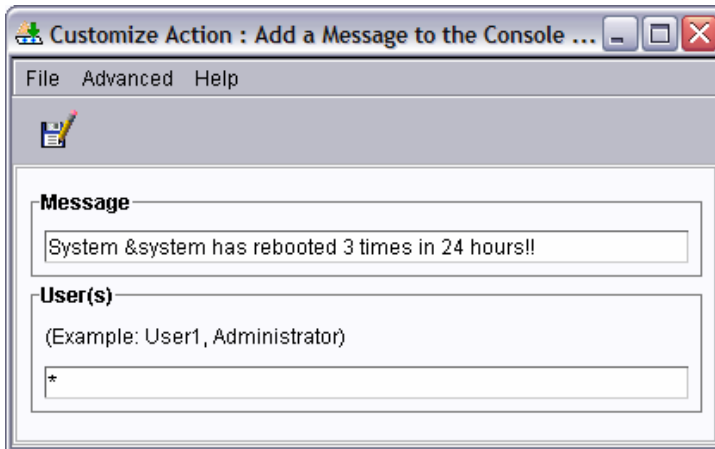 Customize Action : Add a Message to the Console ...
File Advanced Help
Message
System &system has rebooted 3 times in 24 hours!!
User(s)
(Example: User1, Administrator)
*